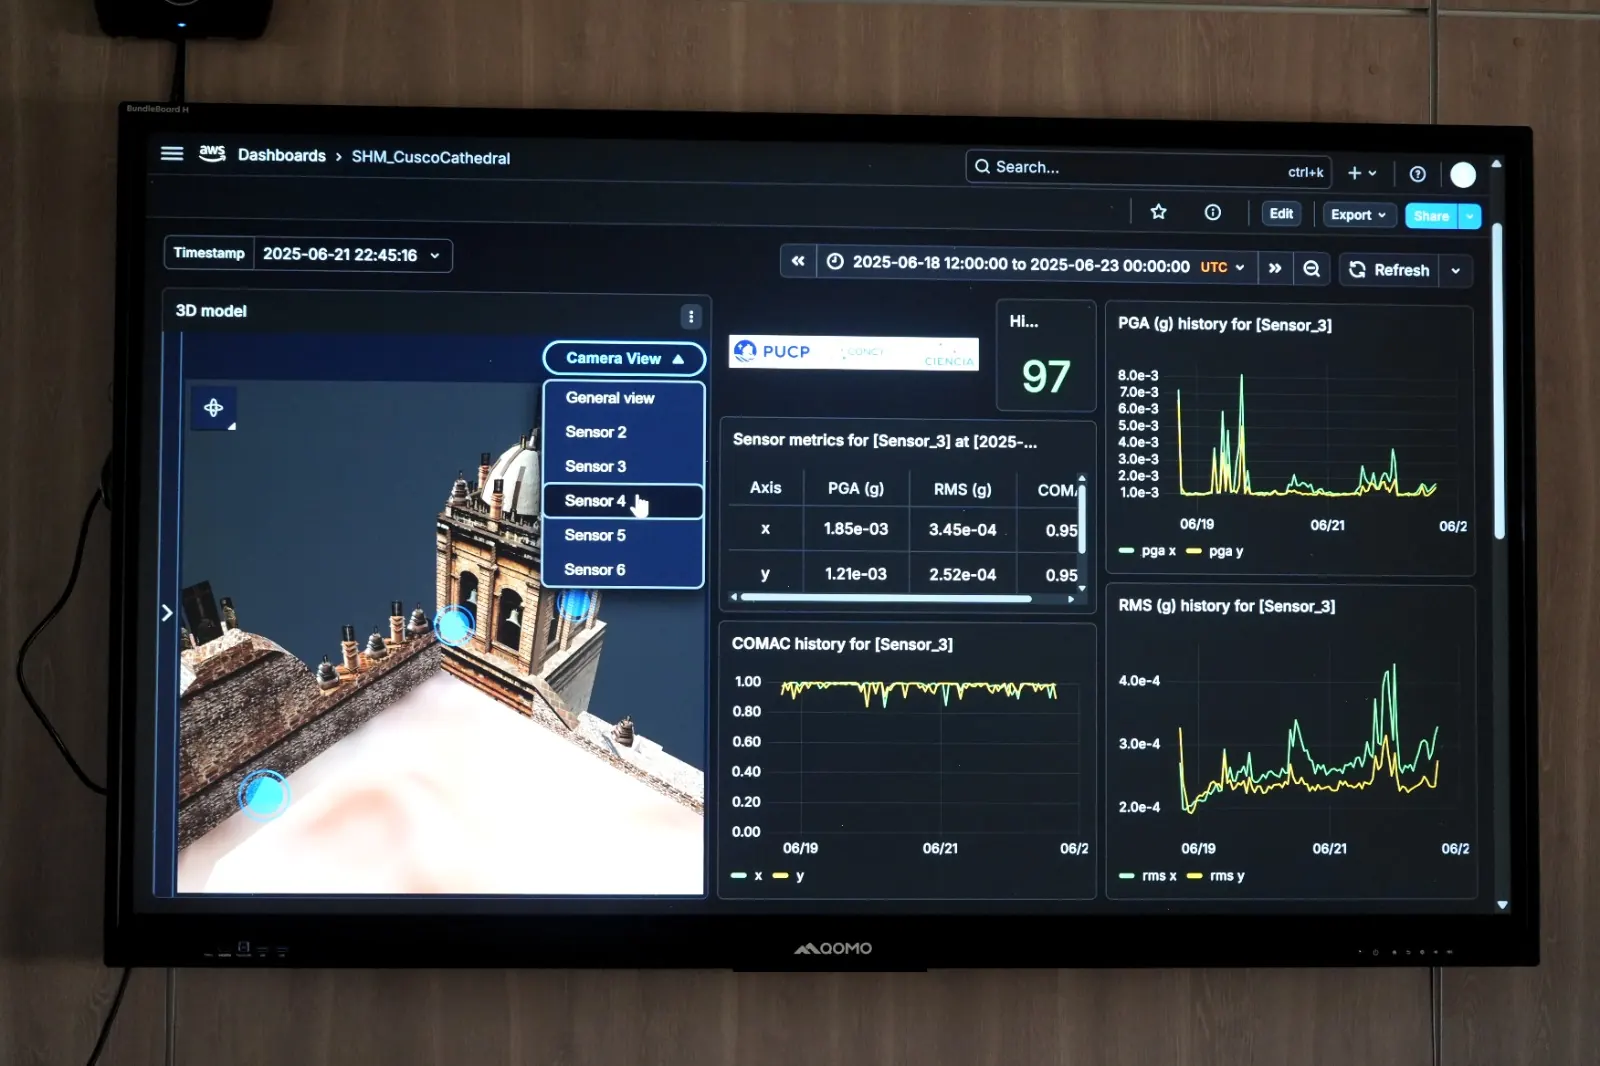 BundleBoard H
aws Dashboards > SHM_CuscoCathedral
Search... ctrl+k
Edit Export Share
Timestamp 2025-06-21 22:45:16
2025-06-18 12:00:00 to 2025-06-23 00:00:00 UTC
Refresh
3D model
Camera View
General view
Sensor 2
Sensor 3
Sensor 4
Sensor 5
Sensor 6
PUCP CIENCIA
Hi...
97
Sensor metrics for [Sensor_3] at [2025-...
Axis PGA (g) RMS (g) COMA
x 1.85e-03 3.45e-04 0.95
y 1.21e-03 2.52e-04 0.95
COMAC history for [Sensor_3]
1.00
0.80
0.60
0.40
0.20
0.00
06/19 06/21 06/2
x y
PGA (g) history for [Sensor_3]
8.0e-3
7.0e-3
6.0e-3
5.0e-3
4.0e-3
3.0e-3
2.0e-3
1.0e-3
06/19 06/21 06/2
pga x pga y
RMS (g) history for [Sensor_3]
4.0e-4
3.0e-4
2.0e-4
06/19 06/21 06/2
rms x rms y
QOMO